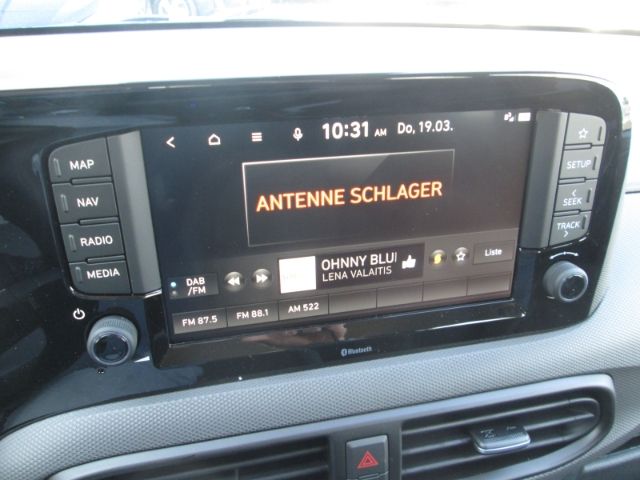 10:31 AM Do, 19.03.
MAP
NAV
RADIO
MEDIA
ANTENNE SCHLAGER
SETUP
< SEEK
TRACK >
DAB
/FM
OHNNY BLU
LENA VALAITIS
Liste
FM 87.5 FM 88.1 AM 522
Bluetooth